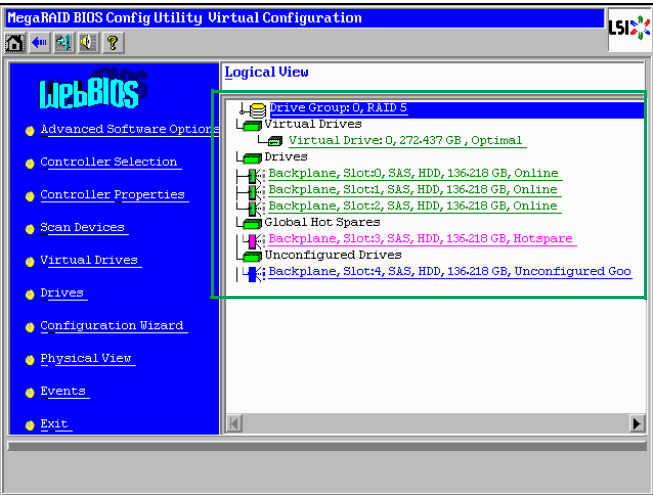 MegaRAID BIOS Config Utility Virtual Configuration
LSI
?
WebBIOS
Logical View
Advanced Software Options
Controller Selection
Controller Properties
Scan Devices
Virtual Drives
Drives
Configuration Wizard
Physical View
Events
Exit
Drive Group: 0, RAID 5
Virtual Drives
Virtual Drive: 0, 272.437 GB, Optimal
Drives
Backplane, Slot:0, SAS, HDD, 136.218 GB, Online
Backplane, Slot:1, SAS, HDD, 136.218 GB, Online
Backplane, Slot:2, SAS, HDD, 136.218 GB, Online
Global Hot Spares
Backplane, Slot:3, SAS, HDD, 136.218 GB, Hotspare
Unconfigured Drives
Backplane, Slot:4, SAS, HDD, 136.218 GB, Unconfigured Goo